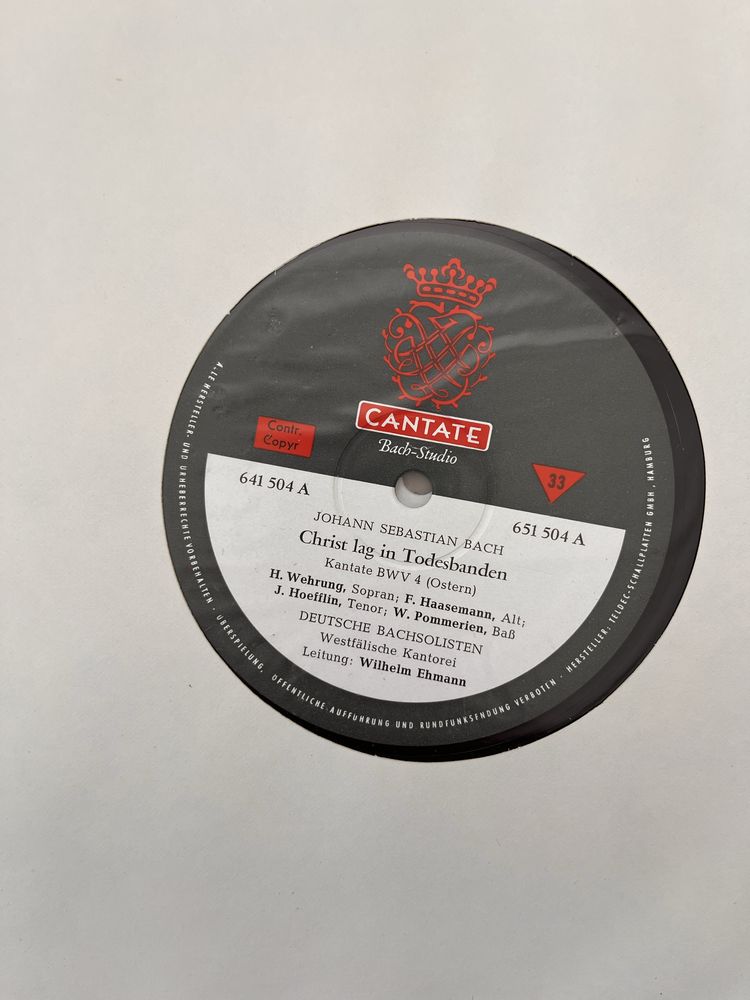 CANTATE
Bach-Studio
Contr.
Copyr
33
641 504 A
651 504 A
JOHANN SEBASTIAN BACH
Christ lag in Todesbanden
Kantate BWV 4 (Ostern)
H. Wehrung, Sopran; F. Haasemann, Alt;
J. Hoefflin, Tenor; W. Pommerien, Baß
DEUTSCHE BACHSOLISTEN
Westfälische Kantorei
Leitung: Wilhelm Ehmann
HERSTELLER- UND URHEBERRECHTE VORBEHALTEN · ÜBERSPIELUNG, ÖFFENTLICHE AUFFÜHRUNG UND RUNDFUNKSENDUNG VERBOTEN · HERSTELLER: TELDEC-SCHALLPLATTEN GMBH, HAMBURG